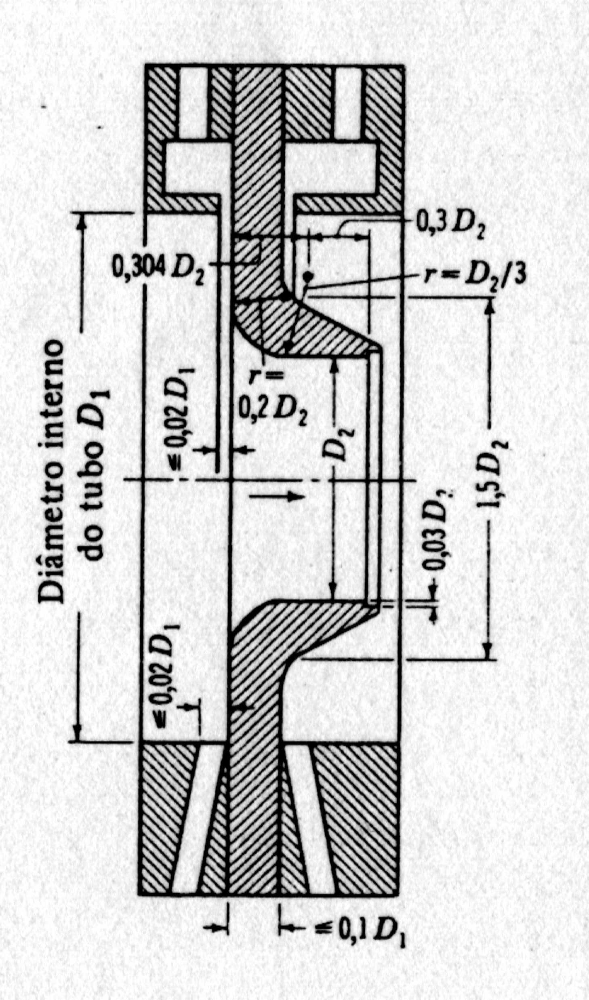 0,3 D₂
0,304 D₂
r = D₂/3
Diâmetro interno
do tubo D₁
≦ 0,02 D₁
r =
0,2 D₂
D₂
1,5 D₂
0,03 D₂
≦ 0,02 D₁
≦ 0,1 D₁